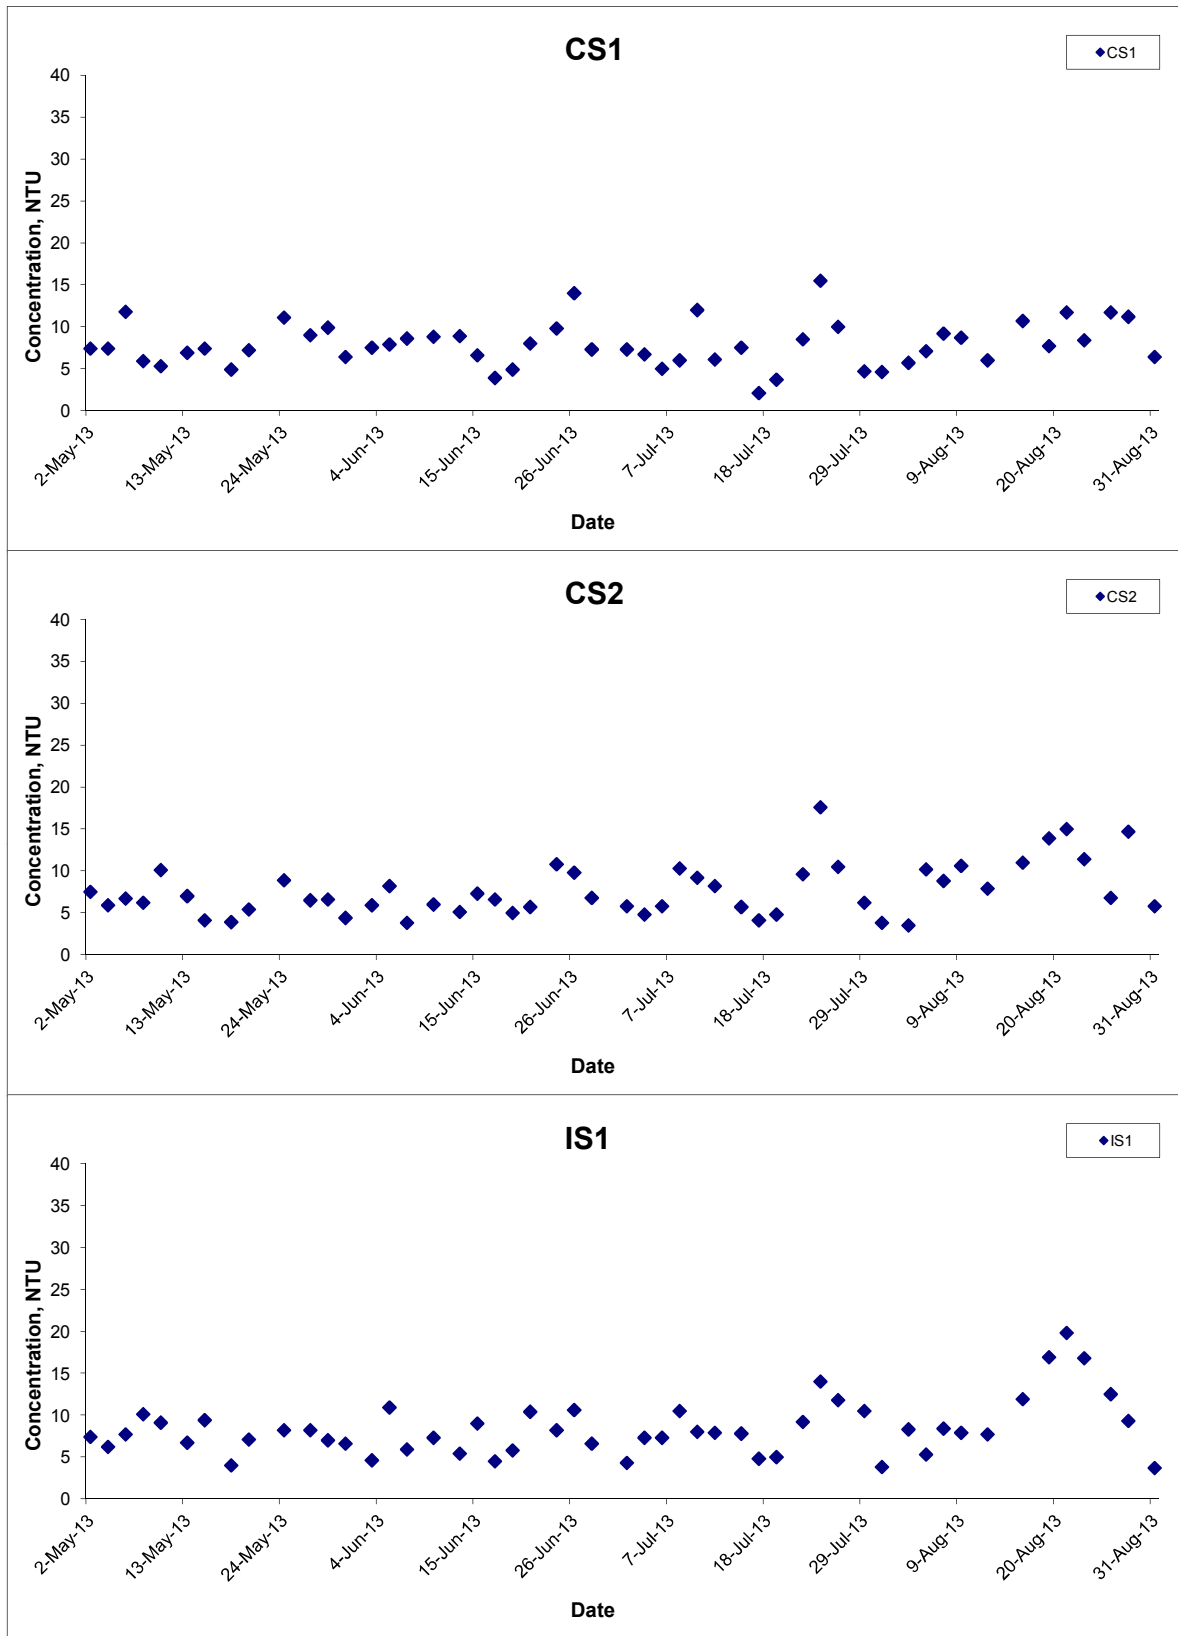 CS1
CS1
40
35
30
25
20
15
10
5
0
Concentration, NTU
2-May-13
13-May-13
24-May-13
4-Jun-13
15-Jun-13
26-Jun-13
7-Jul-13
18-Jul-13
29-Jul-13
9-Aug-13
20-Aug-13
31-Aug-13
Date
CS2
CS2
40
35
30
25
20
15
10
5
0
Concentration, NTU
2-May-13
13-May-13
24-May-13
4-Jun-13
15-Jun-13
26-Jun-13
7-Jul-13
18-Jul-13
29-Jul-13
9-Aug-13
20-Aug-13
31-Aug-13
Date
IS1
IS1
40
35
30
25
20
15
10
5
0
Concentration, NTU
2-May-13
13-May-13
24-May-13
4-Jun-13
15-Jun-13
26-Jun-13
7-Jul-13
18-Jul-13
29-Jul-13
9-Aug-13
20-Aug-13
31-Aug-13
Date